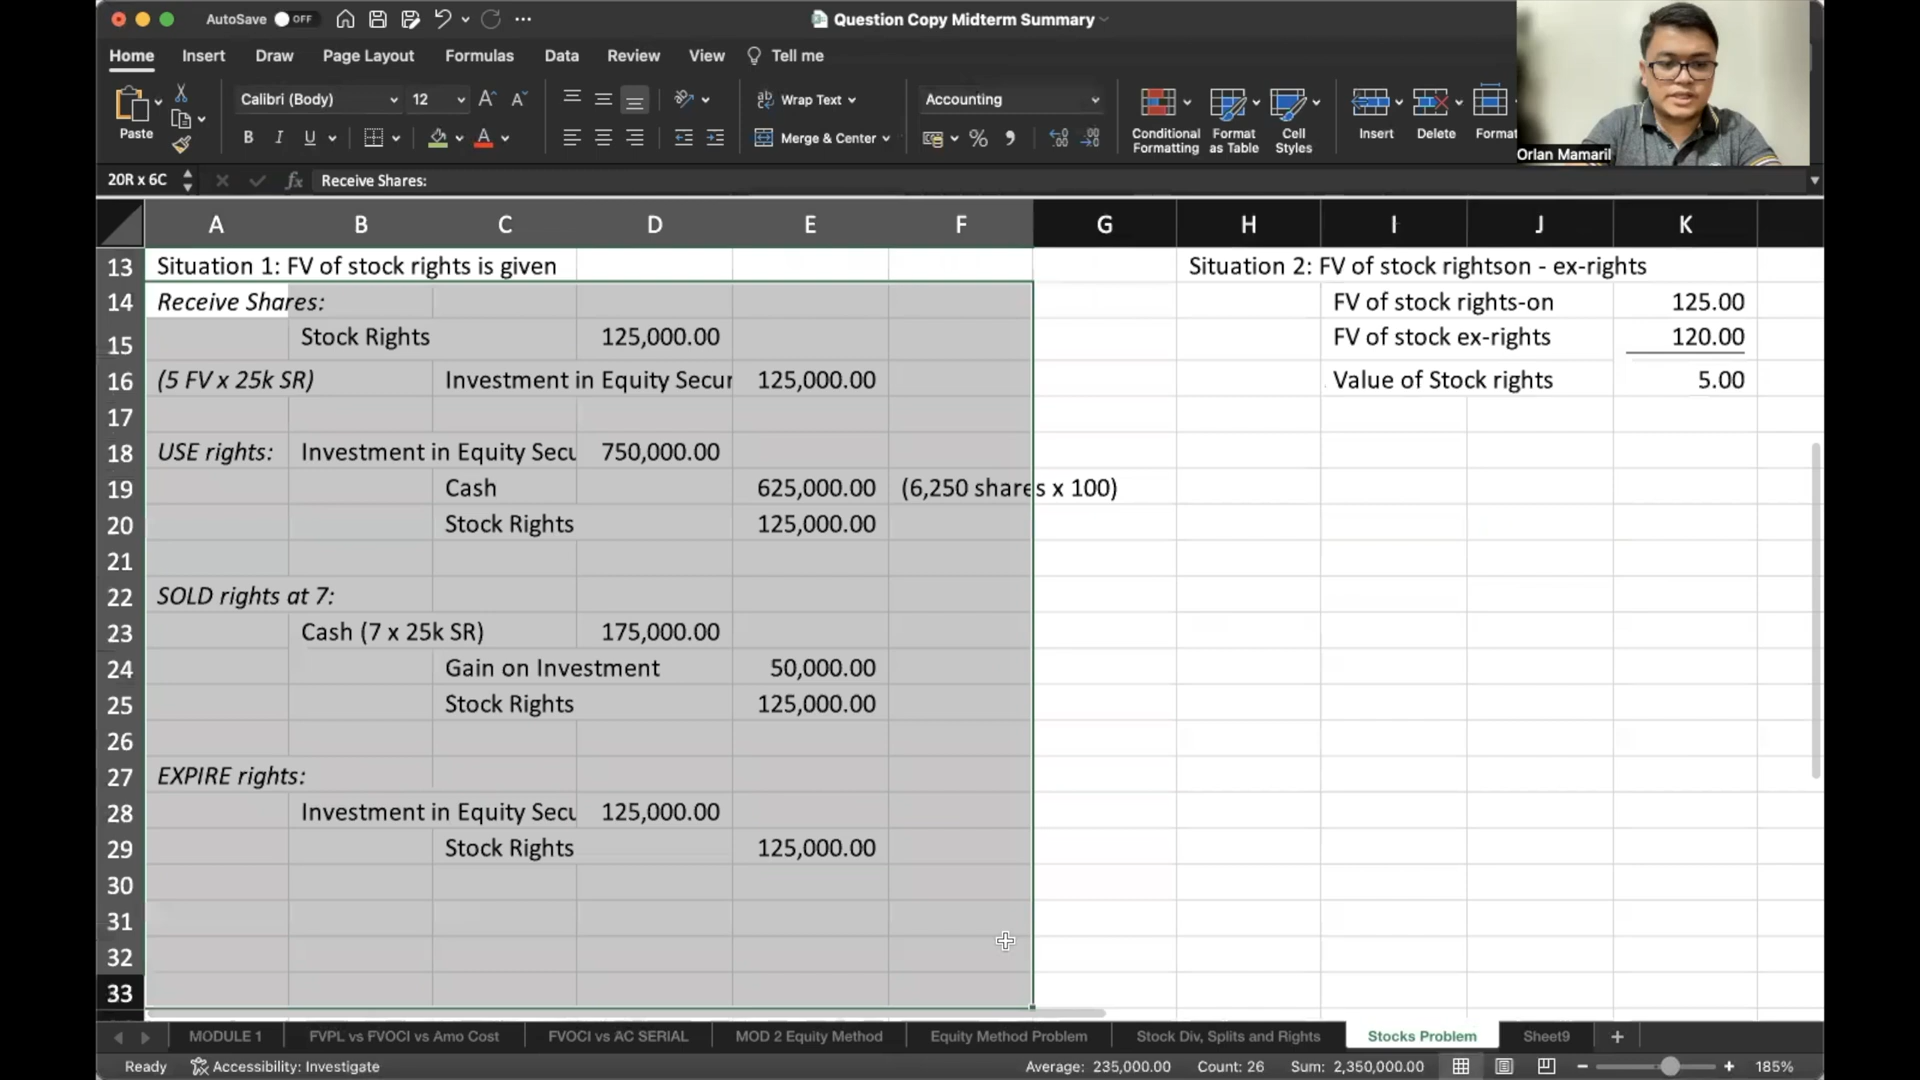 AutoSave OFF
Question Copy Midterm Summary
Home Insert Draw Page Layout Formulas Data Review View Tell me
Paste
Calibri (Body) 12
B I U
A
Wrap Text
Merge & Center
Accounting
%
Conditional Formatting
Format as Table
Cell Styles
Insert
Delete
Format
Orlan Mamaril
20R x 6C fx Receive Shares:
A B C D E F G H I J K
13 Situation 1: FV of stock rights is given Situation 2: FV of stock rightson - ex-rights
14 Receive Shares: FV of stock rights-on 125.00
15 Stock Rights 125,000.00 FV of stock ex-rights 120.00
16 (5 FV x 25k SR) Investment in Equity Secur 125,000.00 Value of Stock rights 5.00
17
18 USE rights: Investment in Equity Secu 750,000.00
19 Cash 625,000.00 (6,250 shares x 100)
20 Stock Rights 125,000.00
21
22 SOLD rights at 7:
23 Cash (7 x 25k SR) 175,000.00
24 Gain on Investment 50,000.00
25 Stock Rights 125,000.00
26
27 EXPIRE rights:
28 Investment in Equity Secu 125,000.00
29 Stock Rights 125,000.00
30
31
32
33
MODULE 1 FVPL vs FVOCI vs Amo Cost FVOCI vs AC SERIAL MOD 2 Equity Method Equity Method Problem Stock Div, Splits and Rights Stocks Problem Sheet9 +
Ready Accessibility: Investigate Average: 235,000.00 Count: 26 Sum: 2,350,000.00 185%